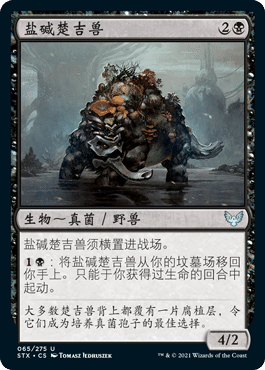 盐碱楚吉兽 2
生物～真菌／野兽
盐碱楚吉兽须横置进战场。
1：将盐碱楚吉兽从你的坟墓场移回
你手上。只能于你获得过生命的回合中
起动。
大多数楚吉兽背上都覆有一片腐植层，令
它们成为培养真菌孢子的最佳选择。
4/2
065/275 U
STX • CS Tomasz Jedruszek
™ & © 2021 Wizards of the Coast